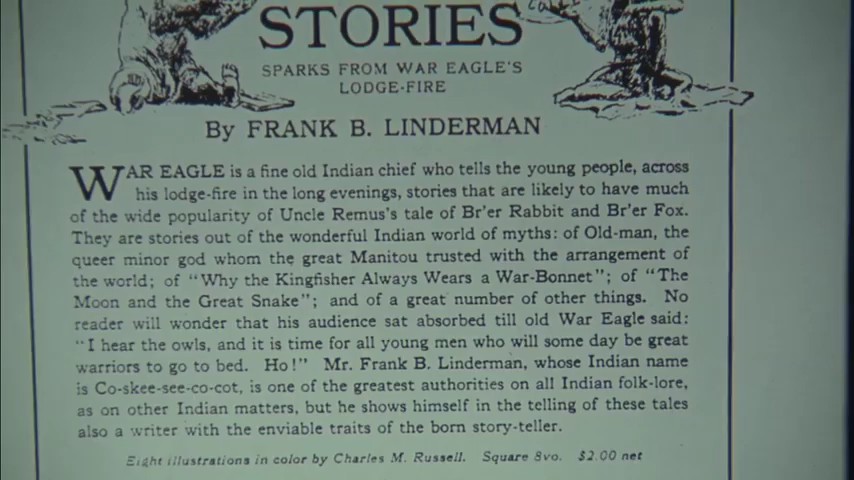 STORIES
SPARKS FROM WAR EAGLE'S
LODGE-FIRE
By FRANK B. LINDERMAN
WAR EAGLE is a fine old Indian chief who tells the young people, across
his lodge-fire in the long evenings, stories that are likely to have much
of the wide popularity of Uncle Remus's tale of Br'er Rabbit and Br'er Fox.
They are stories out of the wonderful Indian world of myths: of Old-man, the
queer minor god whom the great Manitou trusted with the arrangement of
the world; of "Why the Kingfisher Always Wears a War-Bonnet"; of "The
Moon and the Great Snake"; and of a great number of other things. No
reader will wonder that his audience sat absorbed till old War Eagle said:
"I hear the owls, and it is time for all young men who will some day be great
warriors to go to bed. Ho!" Mr. Frank B. Linderman, whose Indian name
is Co-skee-see-co-cot, is one of the greatest authorities on all Indian folk-lore,
as on other Indian matters, but he shows himself in the telling of these tales
also a writer with the enviable traits of the born story-teller.
Eight illustrations in color by Charles M. Russell. Square 8vo. $2.00 net